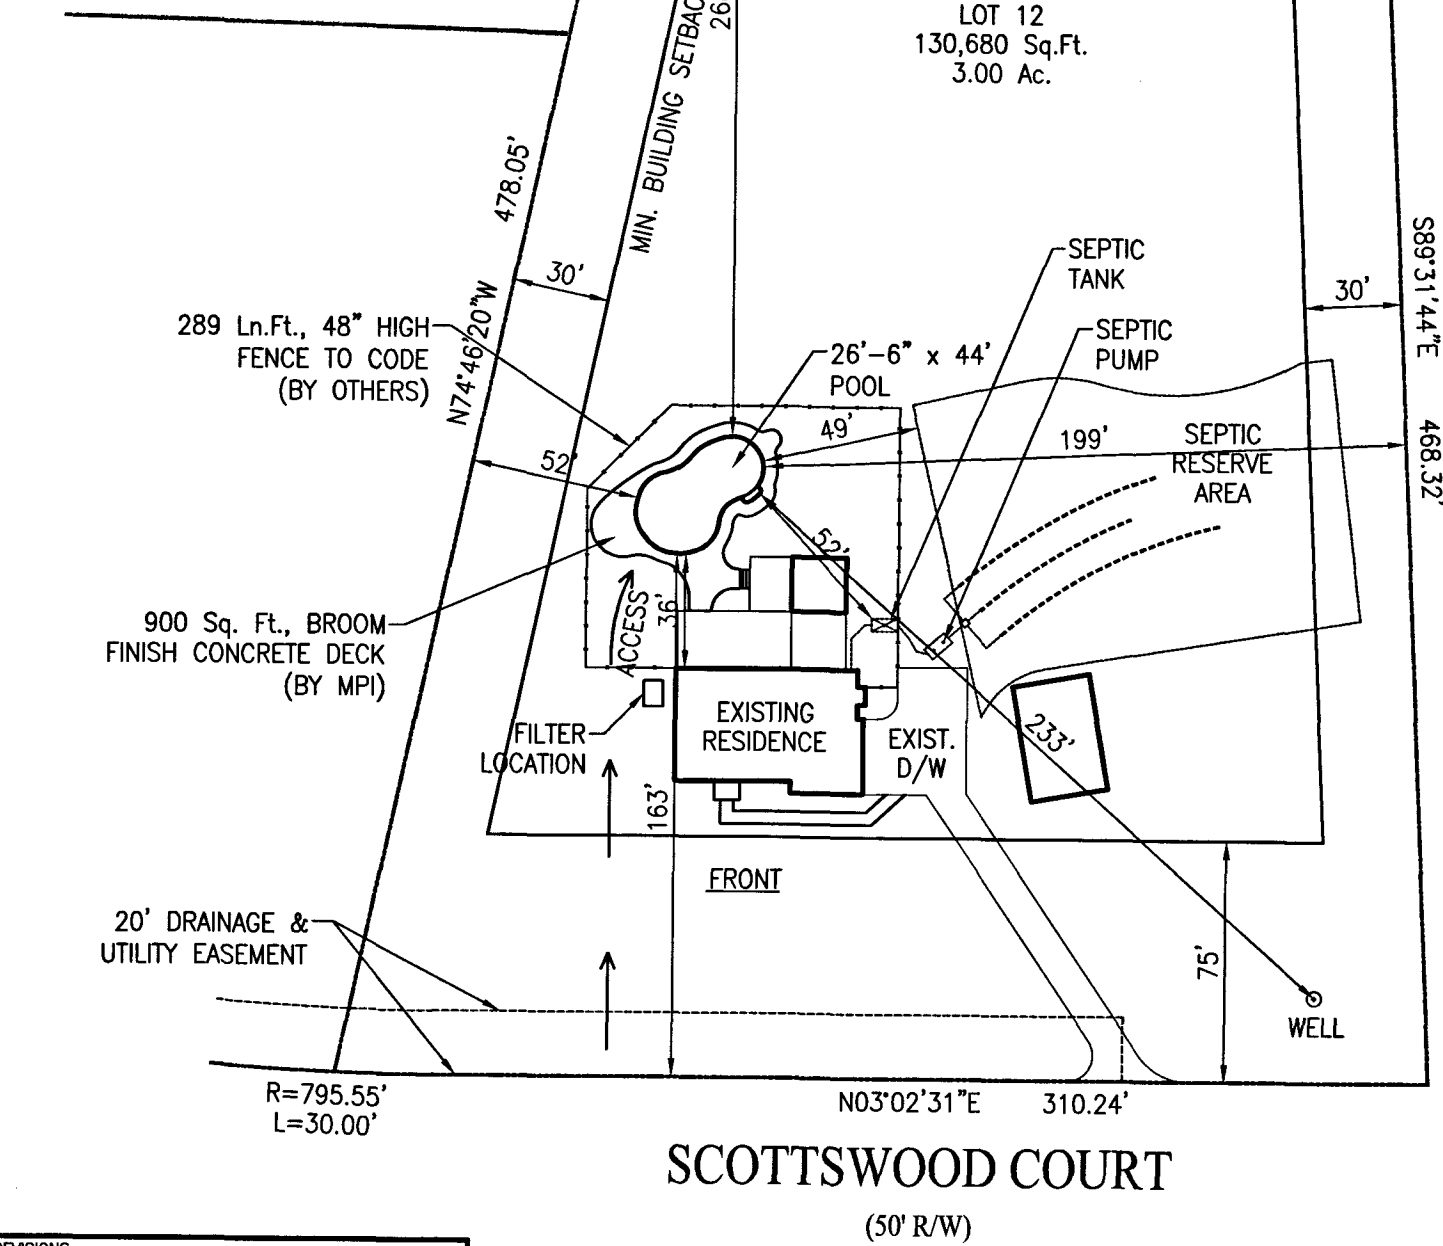 LOT 12
130,680 Sq.Ft.
3.00 Ac.
MIN. BUILDING
26
478.05'
N74°46'20"W
30'
30'
S89°31'44"E
468.32'
SEPTIC
TANK
SEPTIC
PUMP
289 Ln.Ft., 48" HIGH
FENCE TO CODE
(BY OTHERS)
26'-6" x 44'
POOL
49'
199'
SEPTIC
RESERVE
AREA
52
52'
36'
ACCESS
900 Sq. Ft., BROOM
FINISH CONCRETE DECK
(BY MPI)
FILTER
LOCATION
EXISTING
RESIDENCE
EXIST.
D/W
233'
163'
FRONT
20' DRAINAGE &
UTILITY EASEMENT
75'
WELL
R=795.55'
L=30.00'
N03°02'31"E 310.24'
SCOTTSWOOD COURT
(50' R/W)